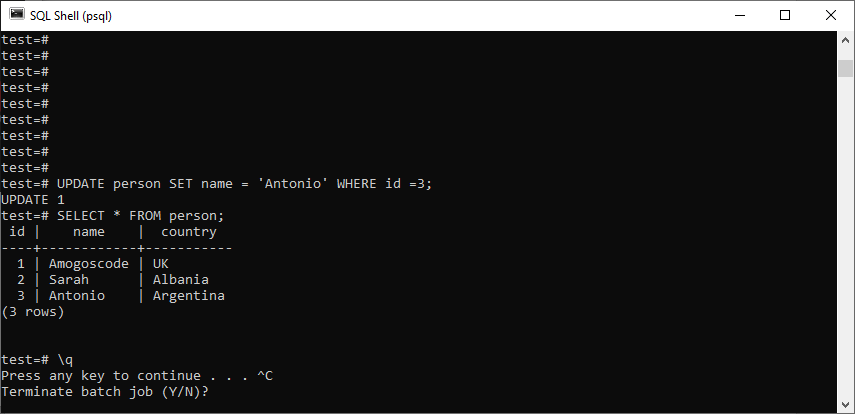 SQL Shell (psql)
test=#
test=#
test=#
test=#
test=#
test=#
test=#
test=#
test=#
test=# UPDATE person SET name = 'Antonio' WHERE id =3;
UPDATE 1
test=# SELECT * FROM person;
 id |    name    |  country
----+------------+-----------
  1 | Amogoscode | UK
  2 | Sarah      | Albania
  3 | Antonio    | Argentina
(3 rows)
test=# \q
Press any key to continue . . . ^C
Terminate batch job (Y/N)?